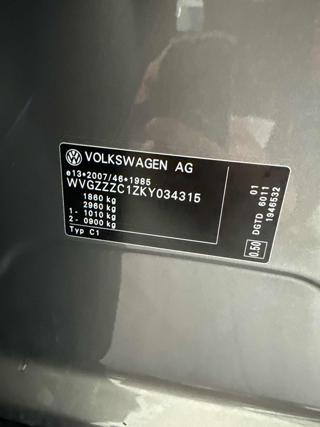 VOLKSWAGEN AG
e13*2007/46*1985
WVGZZZC1ZKY034315
1860 kg
2960 kg
1- 1010 kg
2- 0900 kg
Typ C1
0.50
DGTD 6011 01
1946532